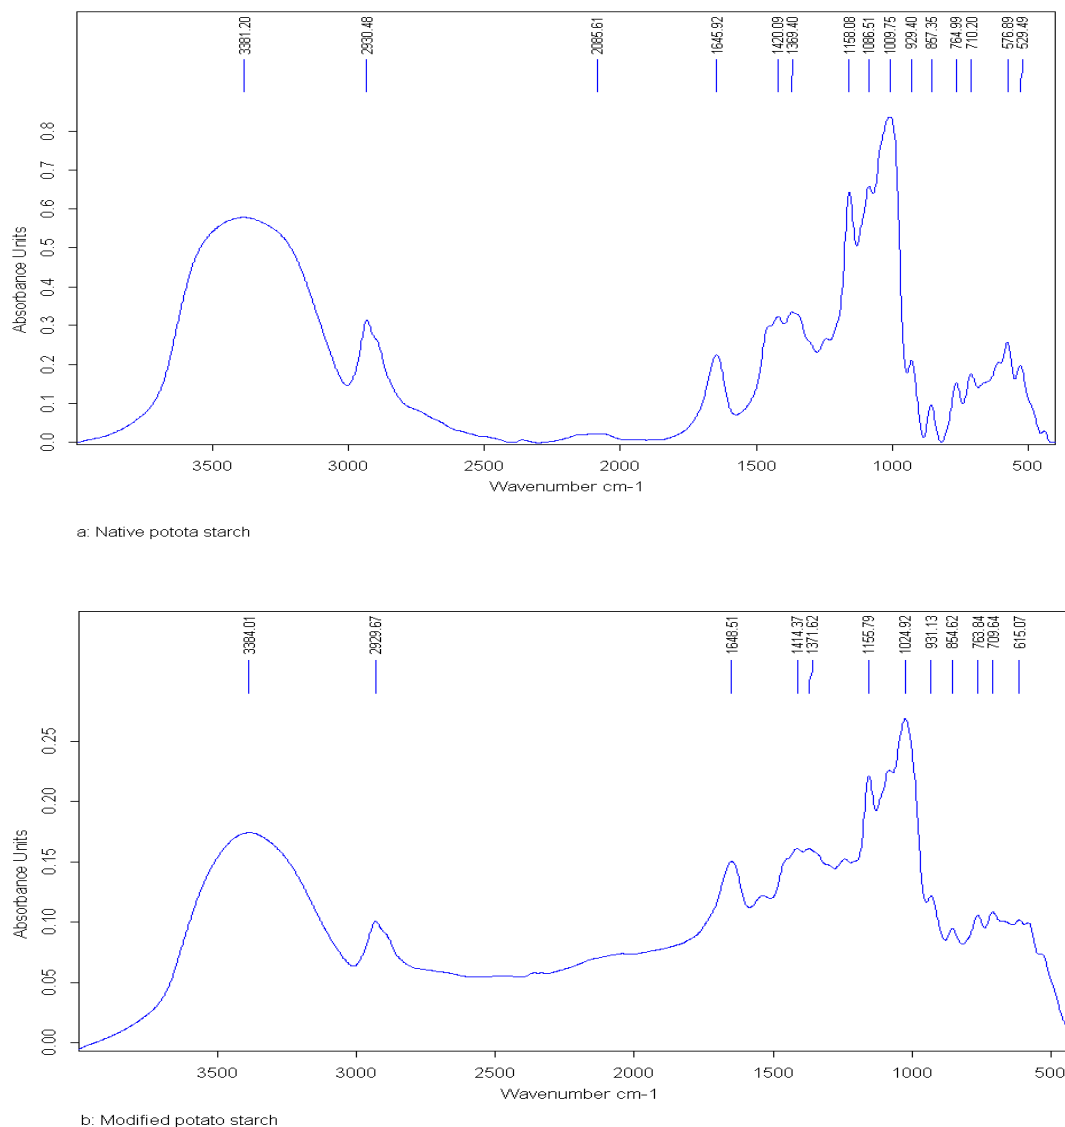 3381.20 2930.48 2085.61 1645.92 1420.09 1369.40 1158.08 1086.51 1009.75 929.40 857.35 764.99 710.20 576.89 529.49
Absorbance Units
0.8
0.7
0.6
0.5
0.4
0.3
0.2
0.1
0.0
3500 3000 2500 2000 1500 1000 500
Wavenumber cm-1
a: Native potota starch
3384.01 2929.67 1648.51 1414.37 1371.62 1155.79 1024.92 931.13 854.62 763.84 709.64 615.07
Absorbance Units
0.25
0.20
0.15
0.10
0.05
0.00
3500 3000 2500 2000 1500 1000 500
Wavenumber cm-1
b: Modified potato starch